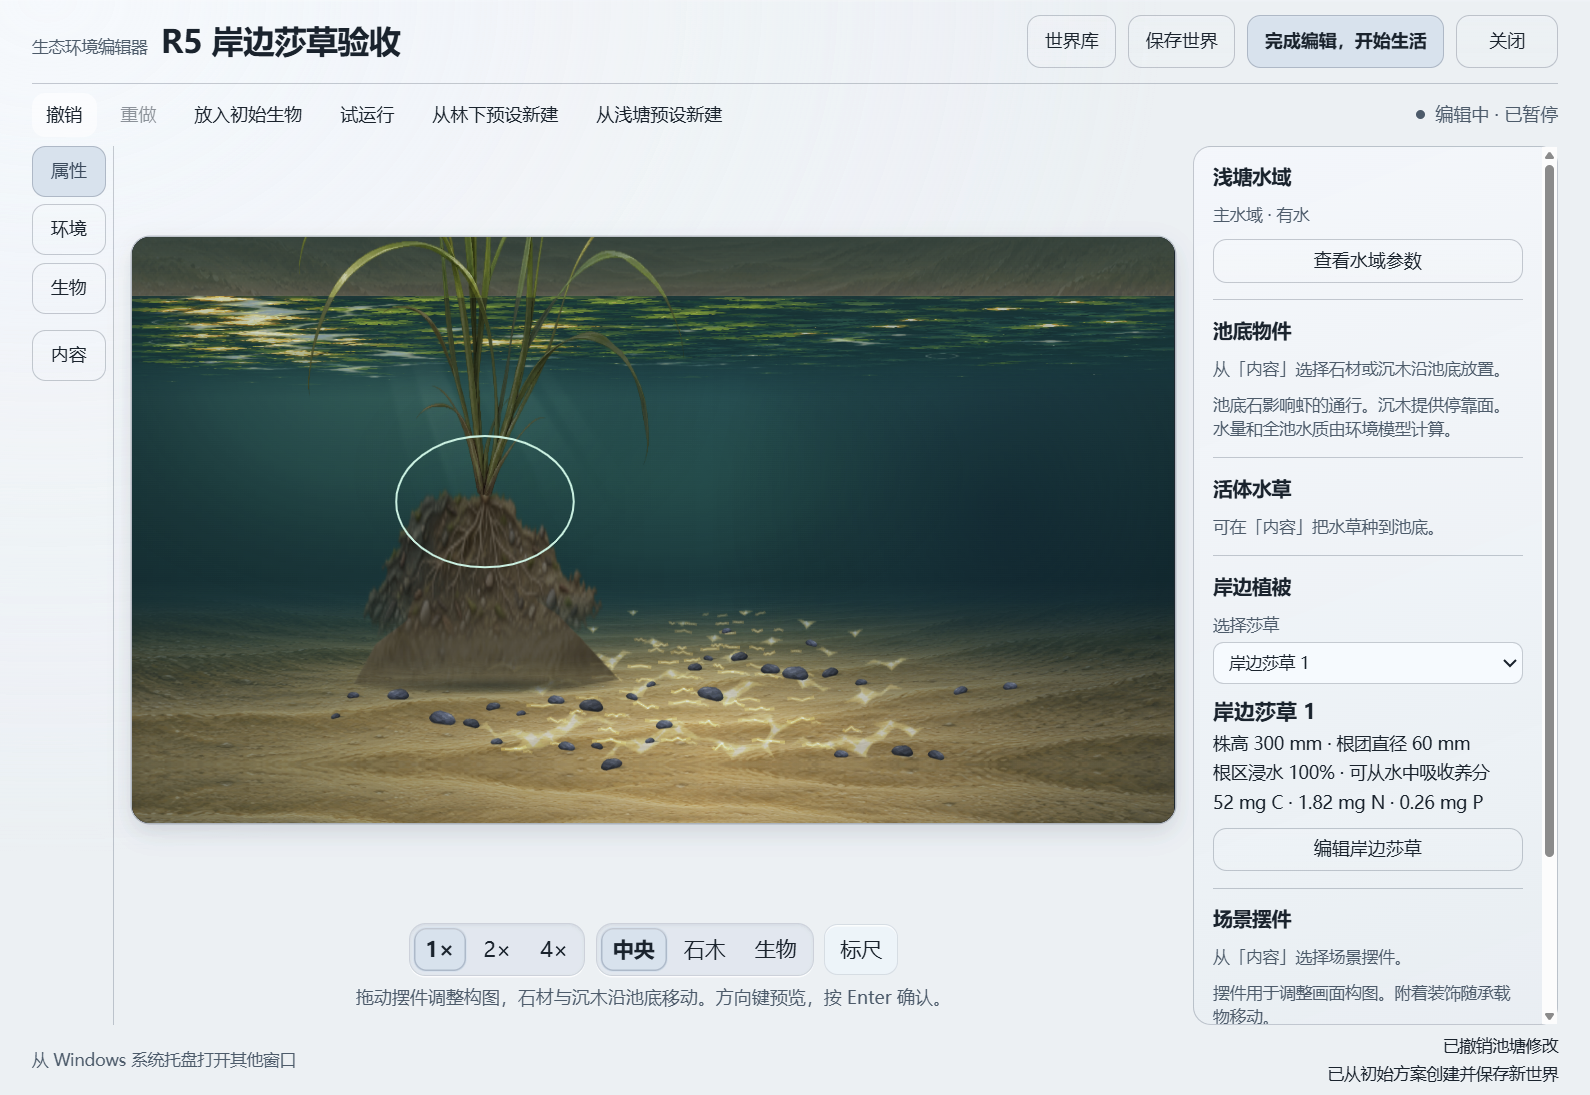 生态环境编辑器 R5 岸边莎草验收
世界库 保存世界 完成编辑，开始生活 关闭
撤销 重做 放入初始生物 试运行 从林下预设新建 从浅塘预设新建
编辑中 · 已暂停
属性
环境
生物
内容
浅塘水域
主水域 · 有水
查看水域参数
池底物件
从「内容」选择石材或沉木沿池底放置。
池底石影响虾的通行。沉木提供停靠面。
水量和全池水质由环境模型计算。
活体水草
可在「内容」把水草种到池底。
岸边植被
选择莎草
岸边莎草 1
岸边莎草 1
株高 300 mm · 根团直径 60 mm
根区浸水 100% · 可从水中吸收养分
52 mg C · 1.82 mg N · 0.26 mg P
编辑岸边莎草
场景摆件
从「内容」选择场景摆件。
摆件用于调整画面构图。附着装饰随承载
物移动。
1× 2× 4× 中央 石木 生物 标尺
拖动摆件调整构图，石材与沉木沿池底移动。方向键预览，按 Enter 确认。
从 Windows 系统托盘打开其他窗口
已撤销池塘修改
已从初始方案创建并保存新世界